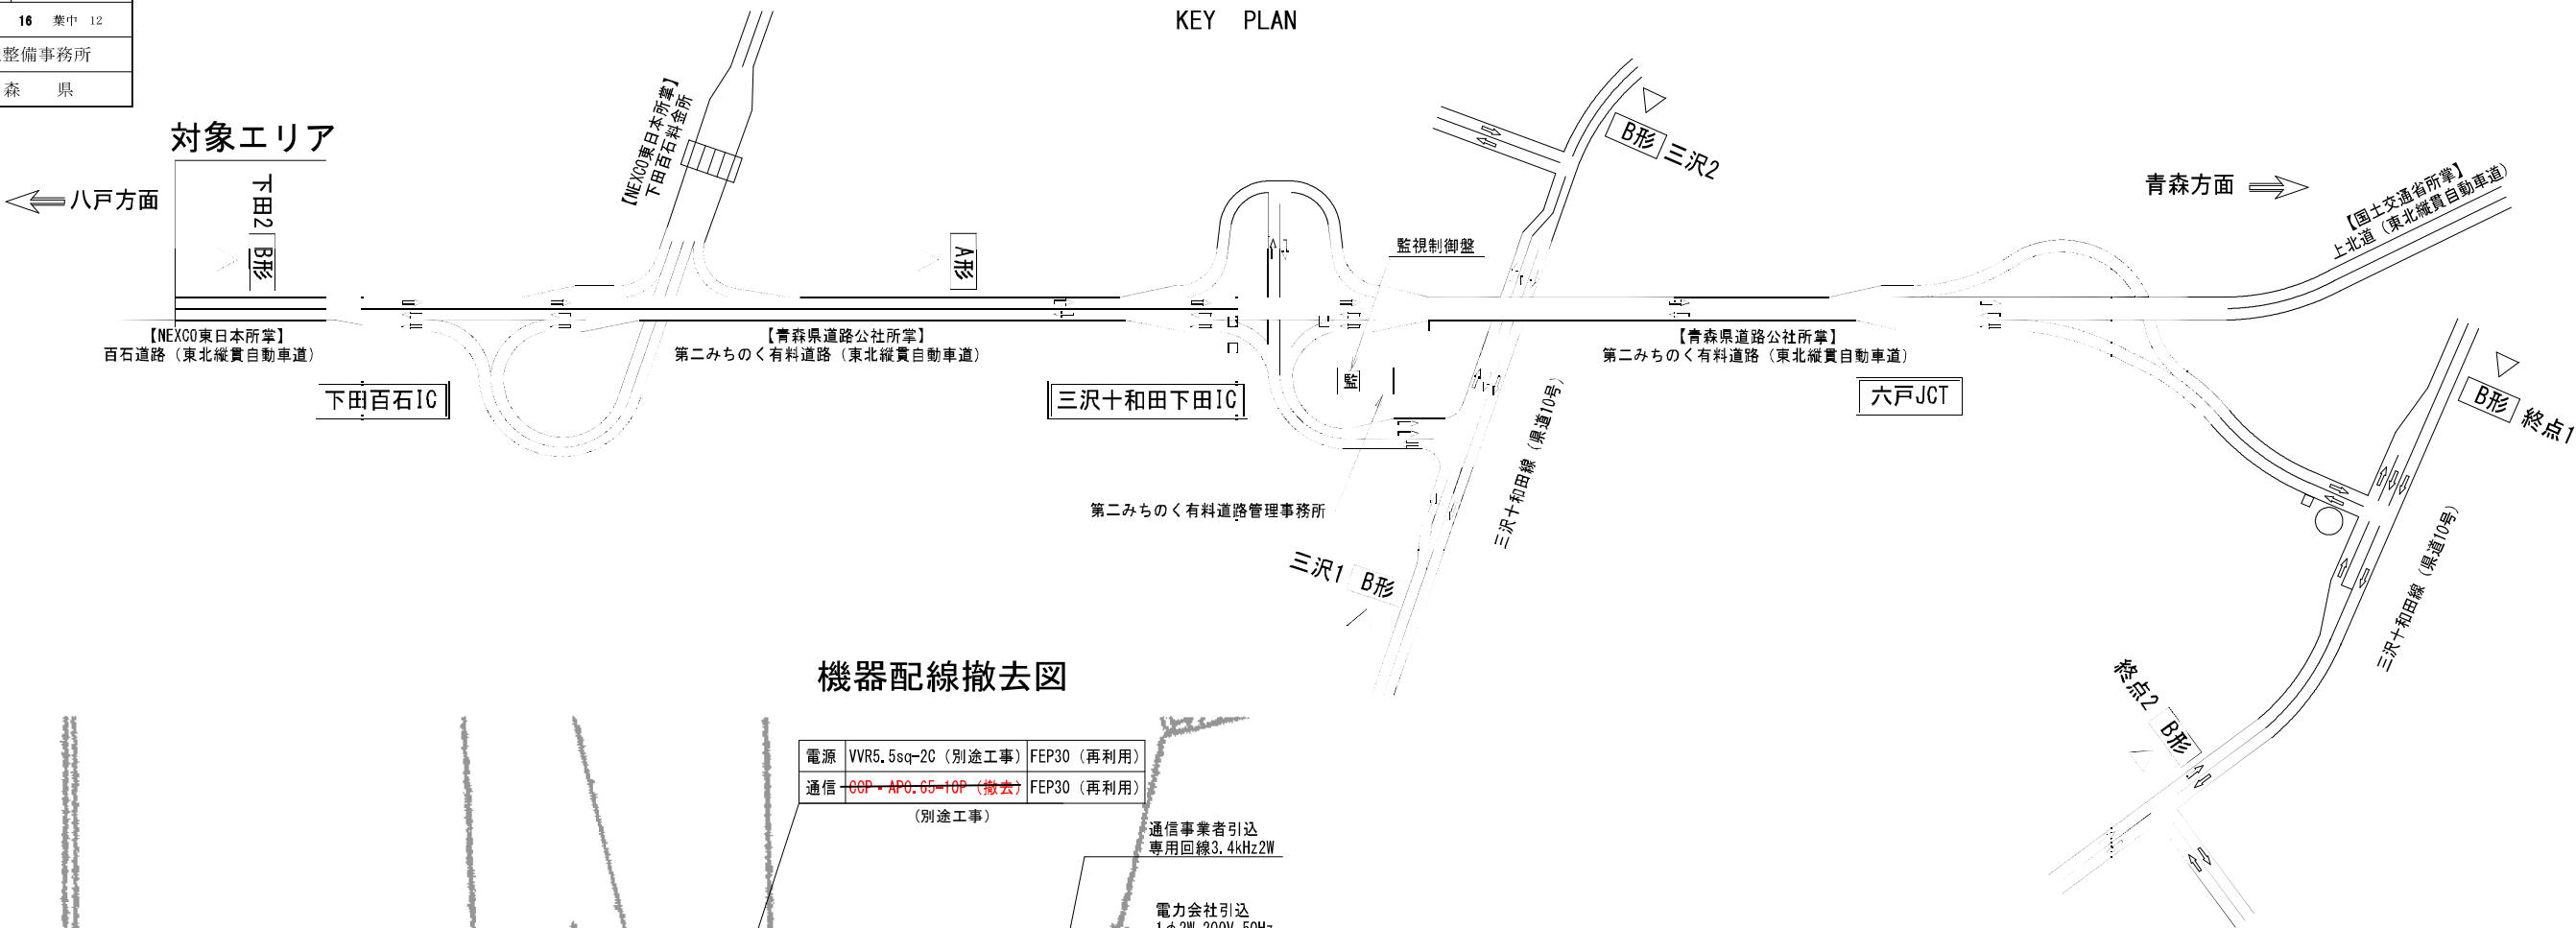 16 葉中 12
整備事務所
森 県
KEY PLAN
対象エリア
八戸方面
下田2 B形
【NEXCO東日本所掌】
下田百石料金所
A形
監視制御盤
B形 三沢2
青森方面
【国土交通省所掌】
上北道（東北縦貫自動車道）
【NEXCO東日本所掌】
百石道路（東北縦貫自動車道）
【青森県道路公社所掌】
第二みちのく有料道路（東北縦貫自動車道）
【青森県道路公社所掌】
第二みちのく有料道路（東北縦貫自動車道）
下田百石IC
三沢十和田下田IC
監
六戸JCT
B形 終点1
三沢十和田線（県道10号）
第二みちのく有料道路管理事務所
三沢1 B形
三沢十和田線（県道10号）
終点2 B形
機器配線撤去図
電源 VVR5.5sq-2C（別途工事） FEP30（再利用）
通信 CCP-AP0.65-10P（撤去） FEP30（再利用）
（別途工事）
通信事業者引込
専用回線3.4kHz2W
電力会社引込
1φ2W 200V 50Hz